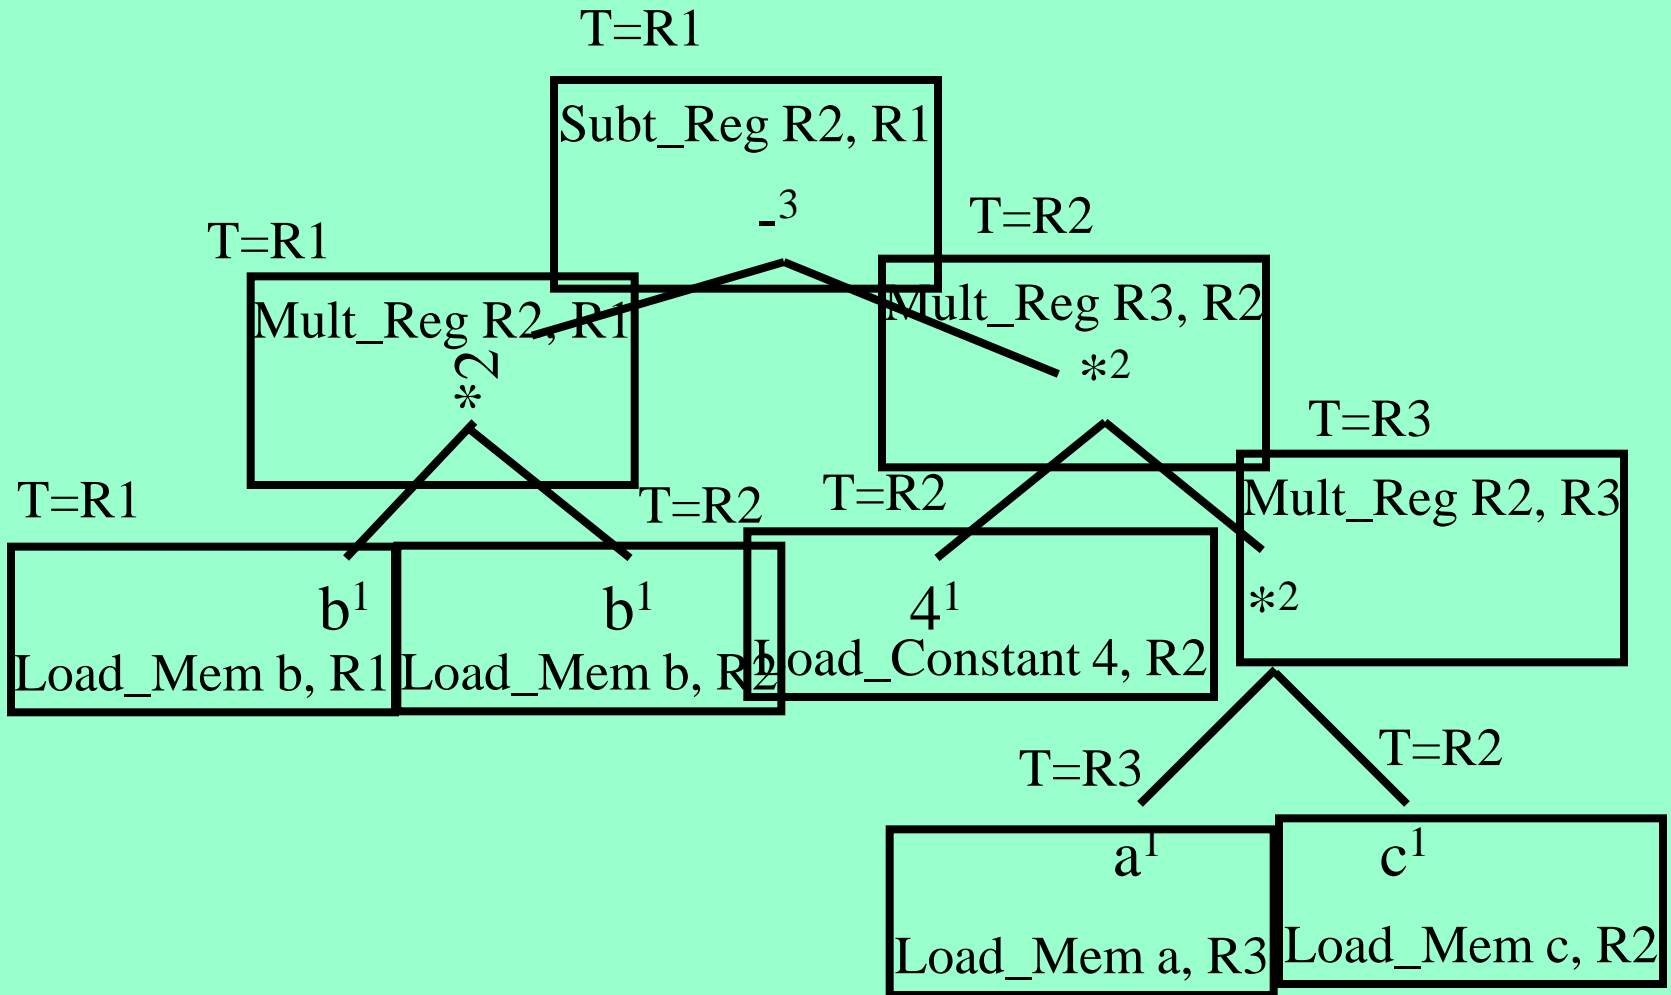 T=R1
Subt_Reg R2, R1
-3
T=R1
Mult_Reg R2, R1
*2
T=R2
Mult_Reg R3, R2
*2
T=R1
b1
Load_Mem b, R1
T=R2
b1
Load_Mem b, R2
T=R2
41
Load_Constant 4, R2
T=R3
Mult_Reg R2, R3
*2
T=R3
a1
Load_Mem a, R3
T=R2
c1
Load_Mem c, R2